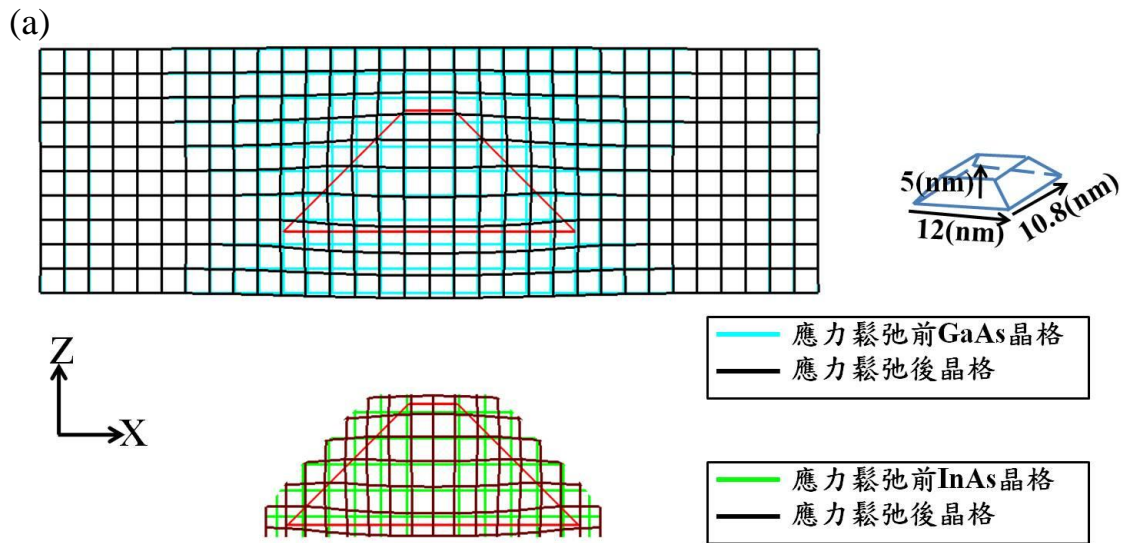 (a)
5(nm)
12(nm)
10.8(nm)
Z
X
應力鬆弛前GaAs晶格
應力鬆弛後晶格
應力鬆弛前InAs晶格
應力鬆弛後晶格